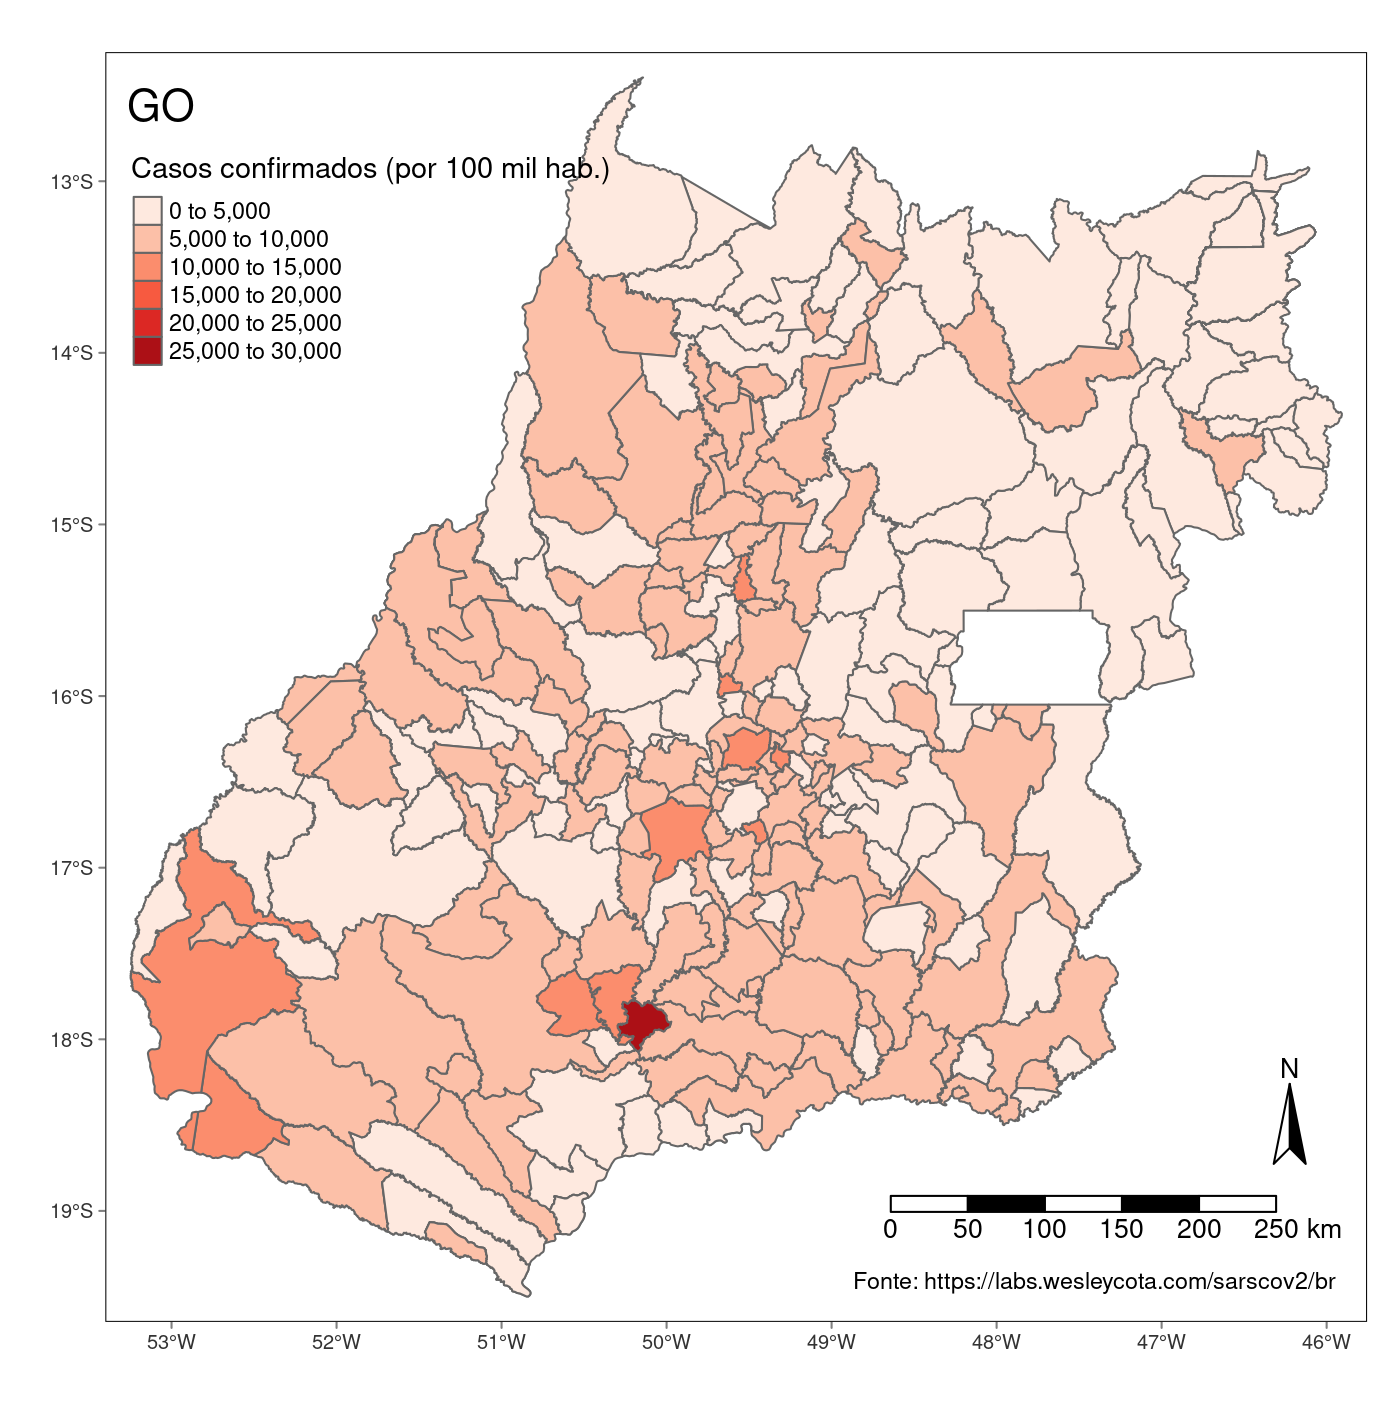 GO
Casos confirmados (por 100 mil hab.)
0 to 5,000
5,000 to 10,000
10,000 to 15,000
15,000 to 20,000
20,000 to 25,000
25,000 to 30,000
13°S
14°S
15°S
16°S
17°S
18°S
19°S
N
0 50 100 150 200 250 km
Fonte: https://labs.wesleycota.com/sarscov2/br
53°W 52°W 51°W 50°W 49°W 48°W 47°W 46°W